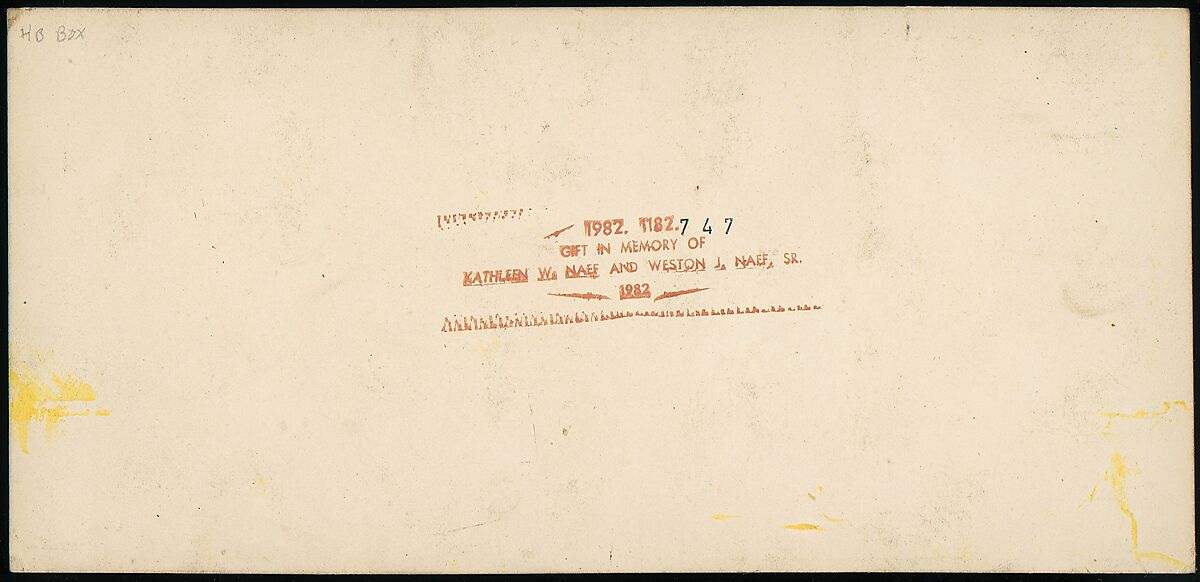 HB Box
1982. 1182.747
GIFT IN MEMORY OF
KATHLEEN W. NAEF AND WESTON J. NAEF, SR.
1982